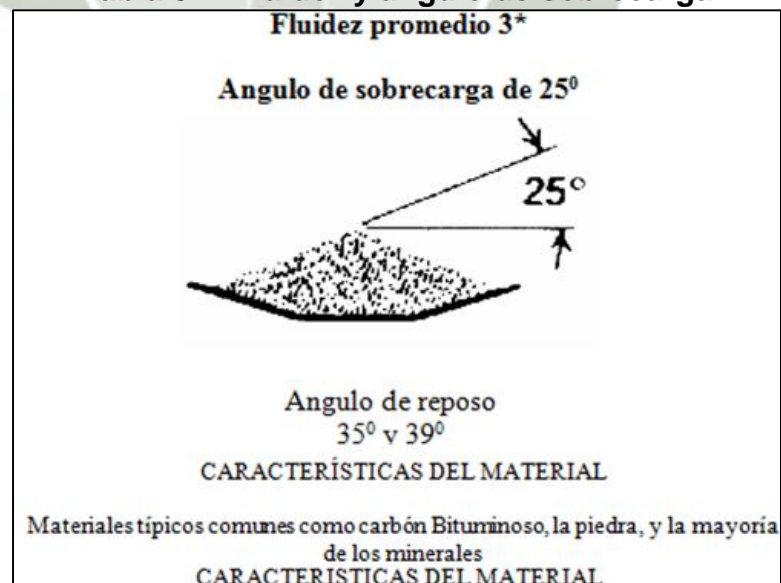 Fluidez promedio 3*
Angulo de sobrecarga de 25⁰
25°
Angulo de reposo
35⁰ y 39⁰
CARACTERÍSTICAS DEL MATERIAL
Materiales típicos comunes como carbón Bituminoso, la piedra, y la mayoría
de los minerales
CARACTERISTICAS DEL MATERIAL